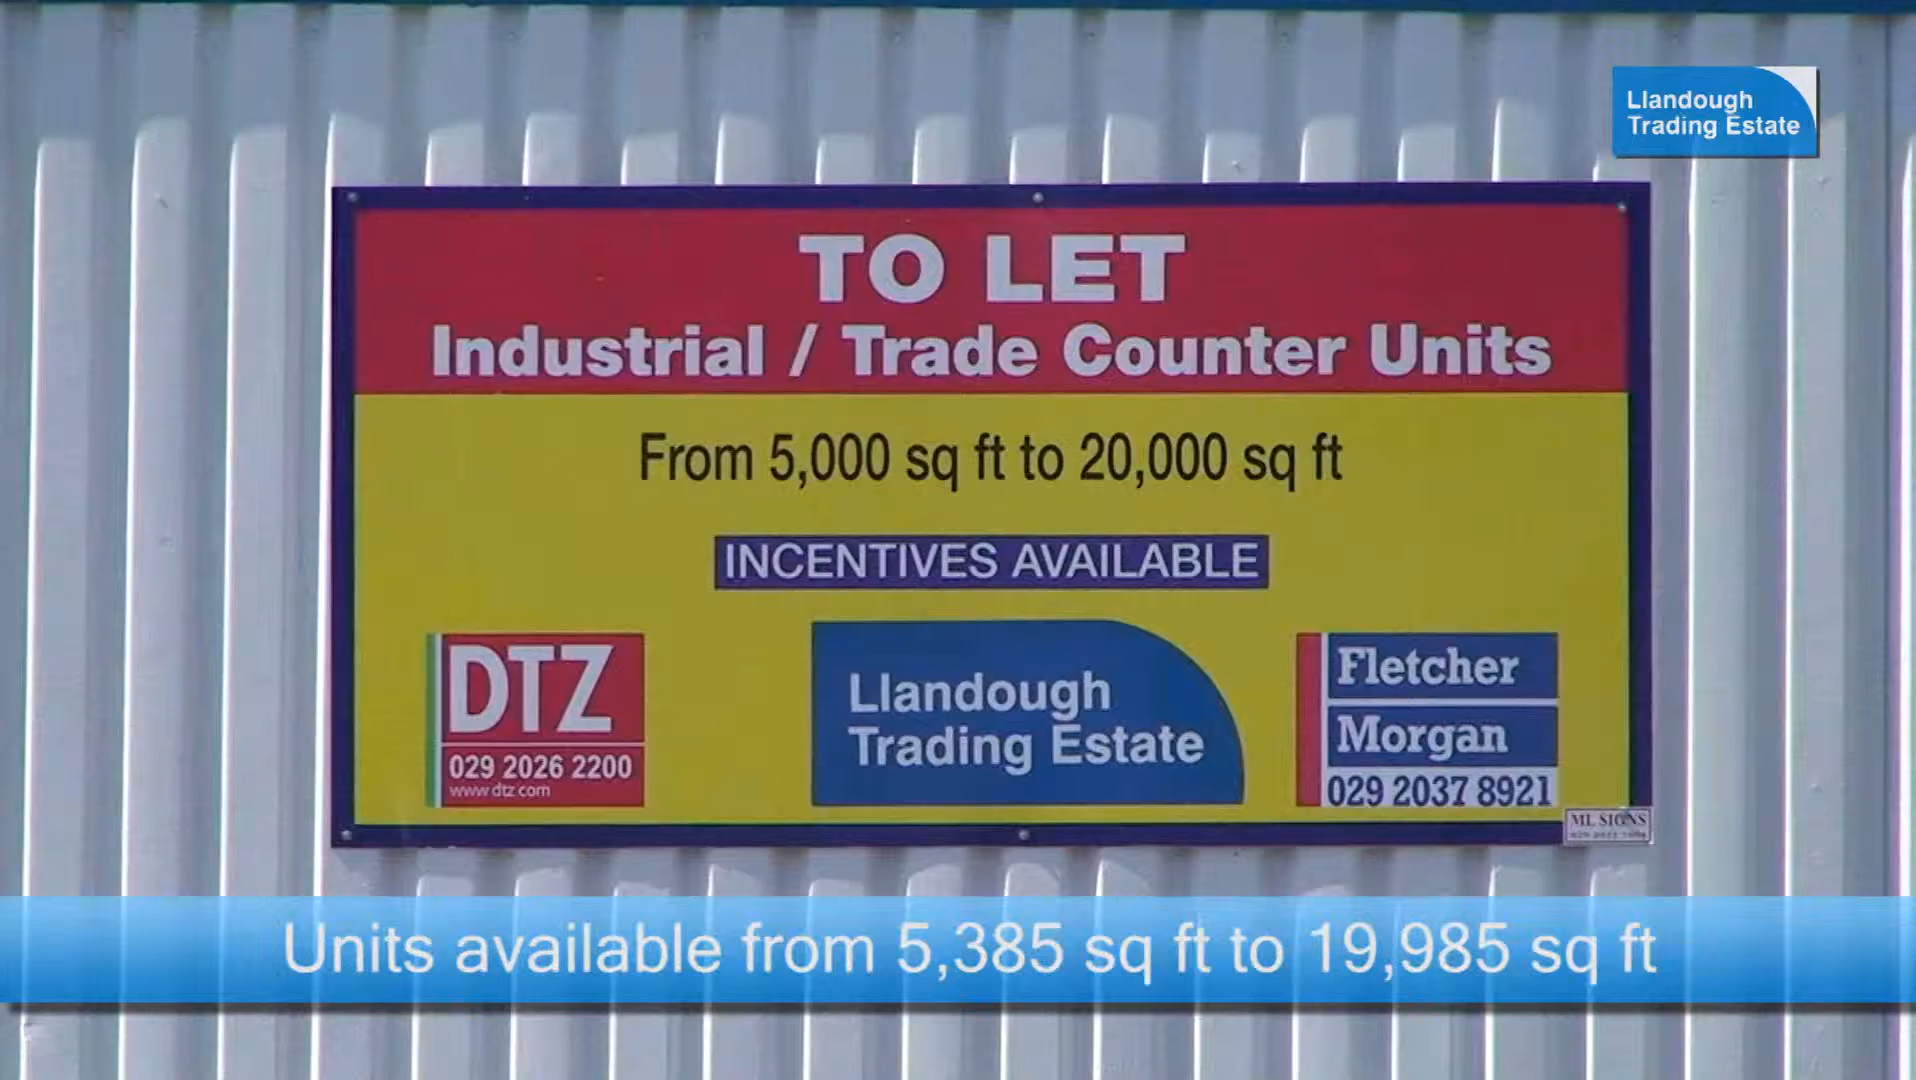 Llandough
Trading Estate
TO LET
Industrial / Trade Counter Units
From 5,000 sq ft to 20,000 sq ft
INCENTIVES AVAILABLE
DTZ
029 2026 2200
www.dtz.com
Llandough
Trading Estate
Fletcher
Morgan
029 2037 8921
ML SIGNS
Units available from 5,385 sq ft to 19,985 sq ft